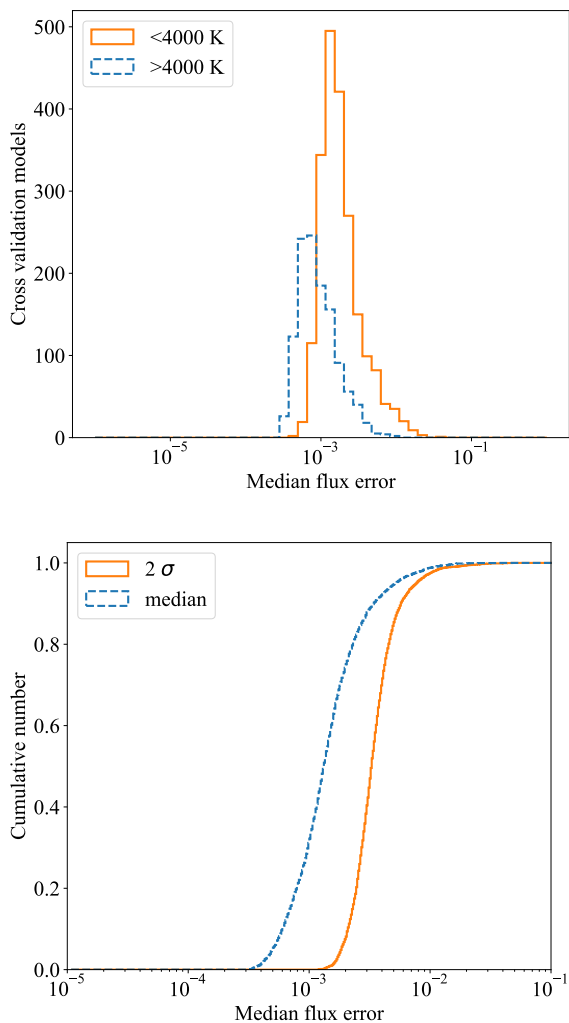 500
400
300
200
100
0
Cross validation models
<4000 K
>4000 K
10⁻⁵
10⁻³
10⁻¹
Median flux error
1.0
0.8
0.6
0.4
0.2
0.0
Cumulative number
2 σ
median
10⁻⁵
10⁻⁴
10⁻³
10⁻²
10⁻¹
Median flux error